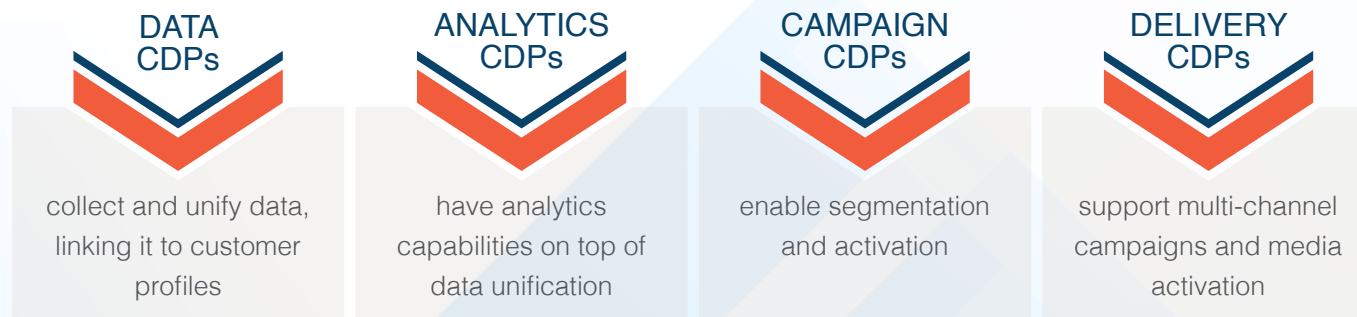 DATA
CDPs
collect and unify data,
linking it to customer
profiles
ANALYTICS
CDPs
have analytics
capabilities on top of
data unification
CAMPAIGN
CDPs
enable segmentation
and activation
DELIVERY
CDPs
support multi-channel
campaigns and media
activation